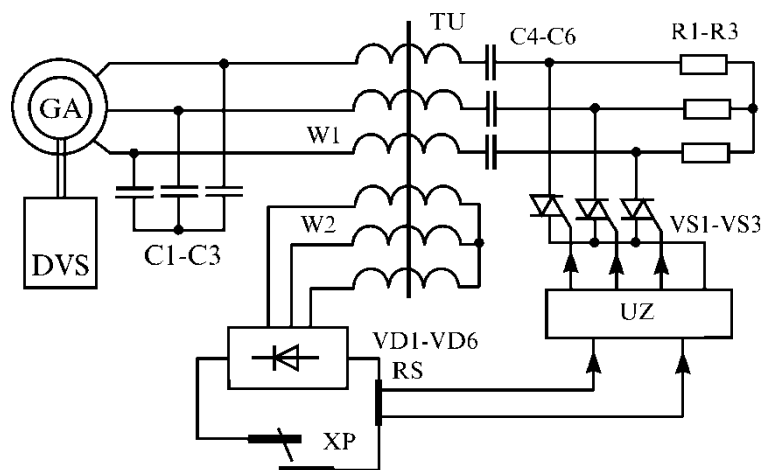 TU
C4-C6
R1-R3
GA
W1
W2
VS1-VS3
DVS
C1-C3
UZ
VD1-VD6
RS
XP